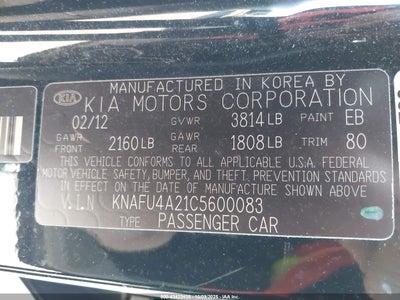 MANUFACTURED IN KOREA BY
KIA KIA MOTORS CORPORATION
02/12 GVWR 3814LB PAINT EB
GAWR FRONT 2160LB GAWR REAR 1808LB TRIM 80
THIS VEHICLE CONFORMS TO ALL APPLICABLE U.S.A. FEDERAL
MOTOR VEHICLE SAFETY, BUMPER, AND THEFT PREVENTION STANDARDS
IN EFFECT ON THE DATE OF MANUFACTURE SHOWN ABOVE.
V.I.N KNAFU4A21C5600083
TYPE PASSENGER CAR